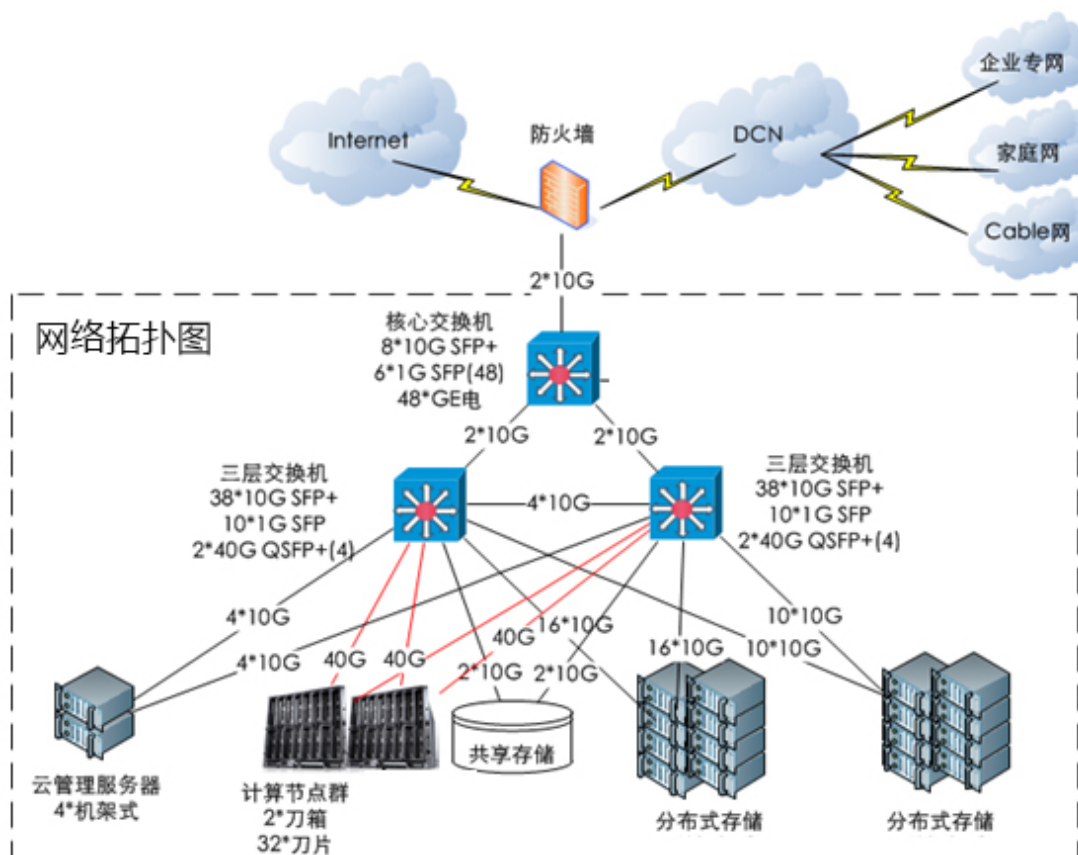 企业专网
Internet
防火墙
DCN
家庭网
Cable网
2*10G
网络拓扑图
核心交换机
8*10G SFP+
6*1G SFP(48)
48*GE电
2*10G
2*10G
三层交换机
38*10G SFP+
10*1G SFP
2*40G QSFP+(4)
4*10G
三层交换机
38*10G SFP+
10*1G SFP
2*40G QSFP+(4)
4*10G
4*10G
40G
40G
2*10G
40G
16*10G
2*10G
16*10G
10*10G
10*10G
云管理服务器
4*机架式
计算节点群
2*刀箱
32*刀片
共享存储
分布式存储
分布式存储